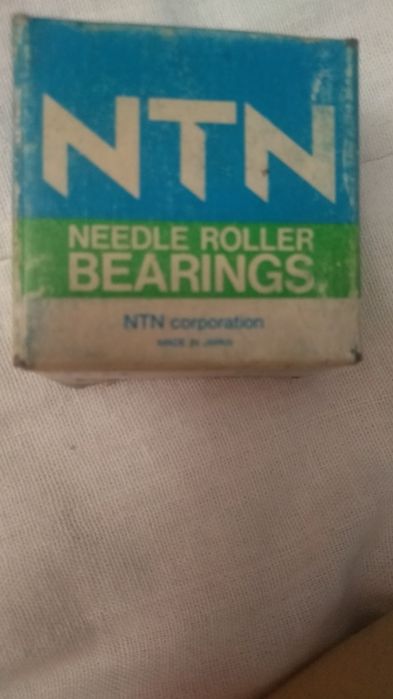 NTN
NEEDLE ROLLER
BEARINGS
NTN corporation
MADE IN JAPAN